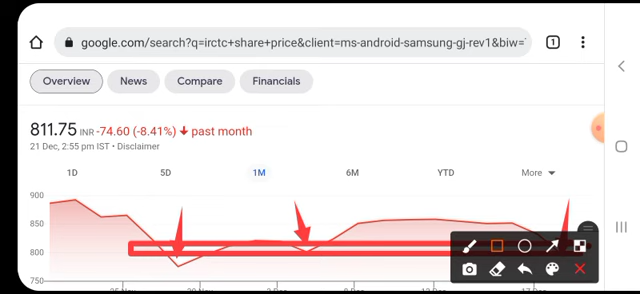 google.com/search?q=irctc+share+price&client=ms-android-samsung-gj-rev1&biw=
1
Overview News Compare Financials
811.75 INR -74.60 (-8.41%) past month
21 Dec, 2:55 pm IST • Disclaimer
1D 5D 1M 6M YTD More
900
850
800
750